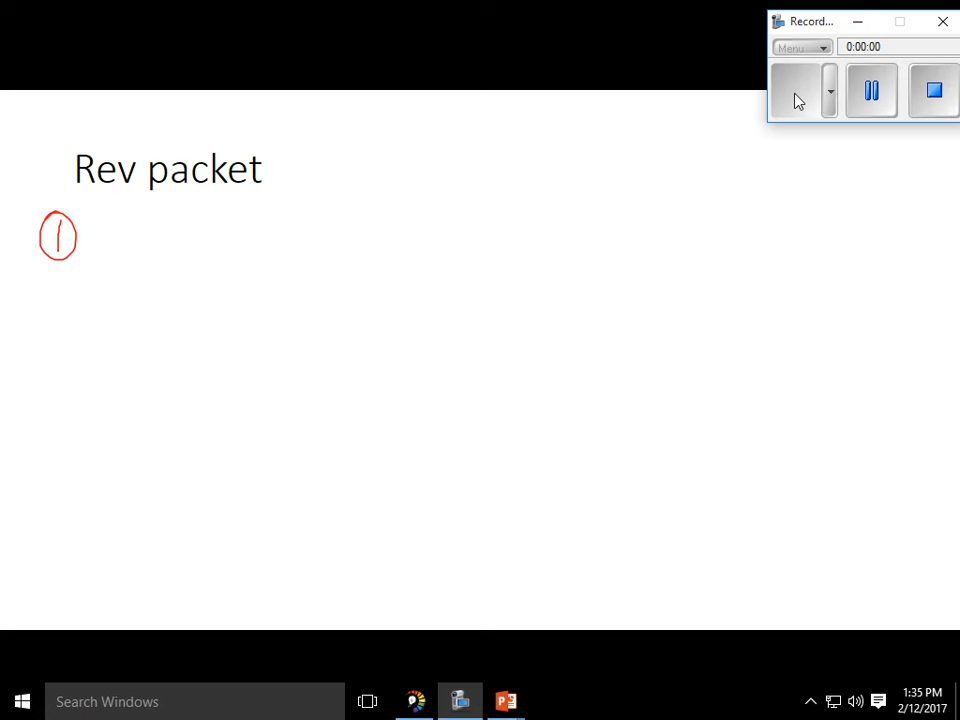 Record...
Menu
0:00:00
Rev packet
1
Search Windows
1:35 PM
2/12/2017